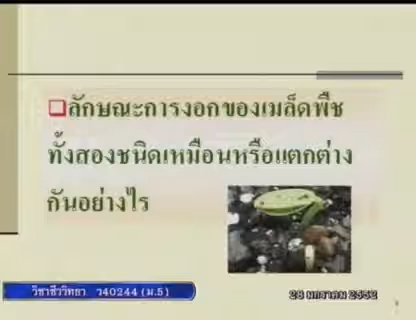 ลักษณะการงอกของเมล็ดพืช
ทั้งสองชนิดเหมือนหรือแตกต่าง
กันอย่างไร
วิชาชีววิทยา ว40244 (ม.5)
28 มกราคม 2552